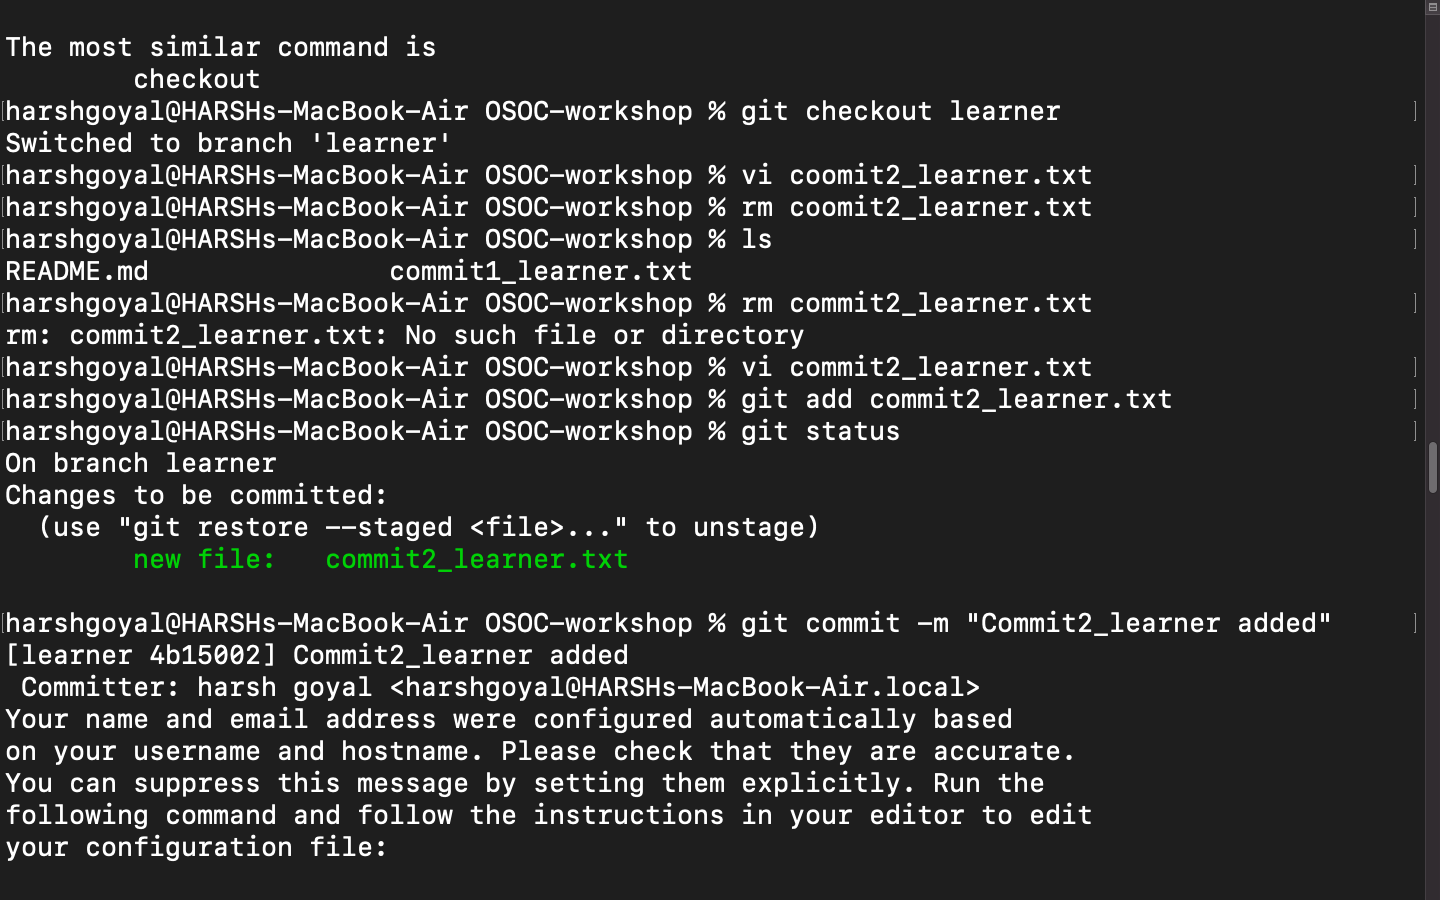 The most similar command is
        checkout
[harshgoyal@HARSHs-MacBook-Air OSOC-workshop % git checkout learner ]
Switched to branch 'learner'
[harshgoyal@HARSHs-MacBook-Air OSOC-workshop % vi coomit2_learner.txt ]
[harshgoyal@HARSHs-MacBook-Air OSOC-workshop % rm coomit2_learner.txt ]
[harshgoyal@HARSHs-MacBook-Air OSOC-workshop % ls ]
README.md               commit1_learner.txt
[harshgoyal@HARSHs-MacBook-Air OSOC-workshop % rm commit2_learner.txt ]
rm: commit2_learner.txt: No such file or directory
[harshgoyal@HARSHs-MacBook-Air OSOC-workshop % vi commit2_learner.txt ]
[harshgoyal@HARSHs-MacBook-Air OSOC-workshop % git add commit2_learner.txt ]
[harshgoyal@HARSHs-MacBook-Air OSOC-workshop % git status ]
On branch learner
Changes to be committed:
  (use "git restore --staged <file>..." to unstage)
        new file:   commit2_learner.txt
[harshgoyal@HARSHs-MacBook-Air OSOC-workshop % git commit -m "Commit2_learner added" ]
[learner 4b15002] Commit2_learner added
 Committer: harsh goyal <harshgoyal@HARSHs-MacBook-Air.local>
Your name and email address were configured automatically based
on your username and hostname. Please check that they are accurate.
You can suppress this message by setting them explicitly. Run the
following command and follow the instructions in your editor to edit
your configuration file: